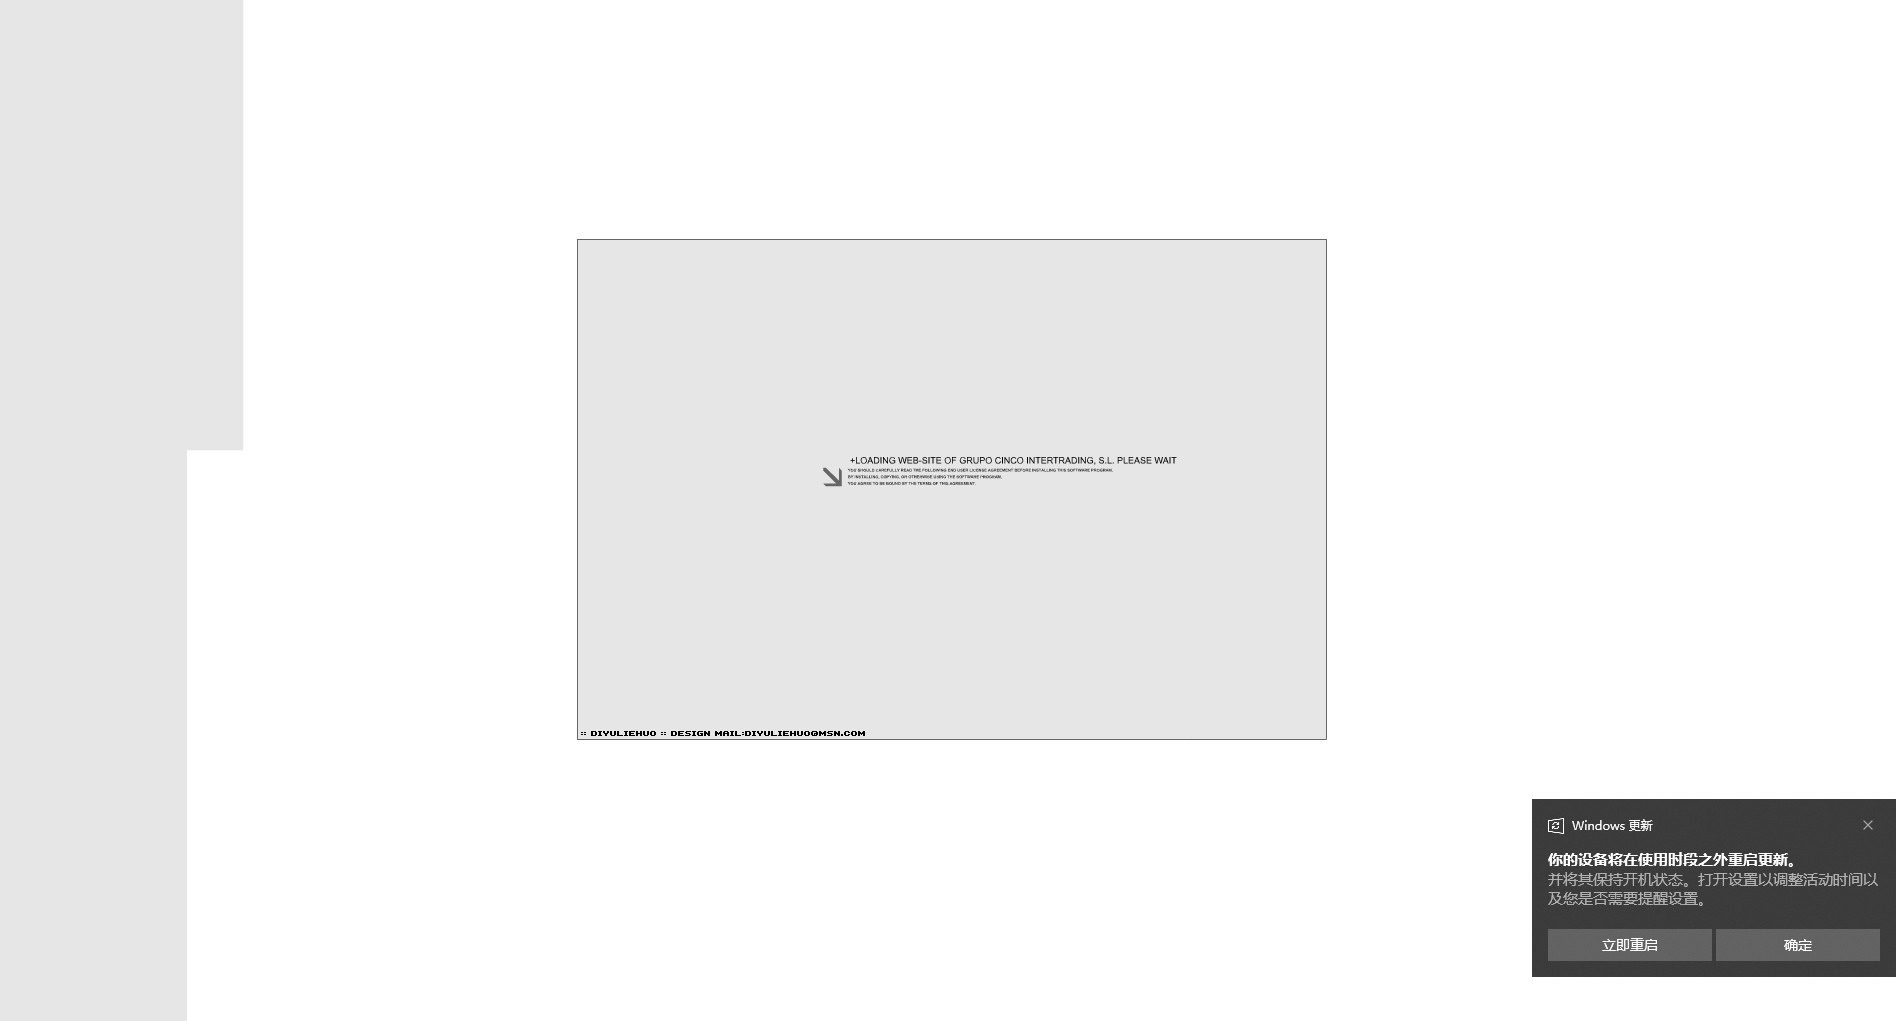 +LOADING WEB-SITE OF GRUPO CINCO INTERTRADING, S.L. PLEASE WAIT
YOU SHOULD CAREFULLY READ THE FOLLOWING END USER LICENSE AGREEMENT BEFORE INSTALLING THIS SOFTWARE PROGRAM.
BY INSTALLING, COPYING, OR OTHERWISE USING THE SOFTWARE PROGRAM,
YOU AGREE TO BE BOUND BY THE TERMS OF THIS AGREEMENT.
:: DIYULIEHUO :: DESIGN MAIL:DIYULIEHUO@MSN.COM
Windows 更新
你的设备将在使用时段之外重启更新。
并将其保持开机状态。打开设置以调整活动时间以
及您是否需要提醒设置。
立即重启 确定